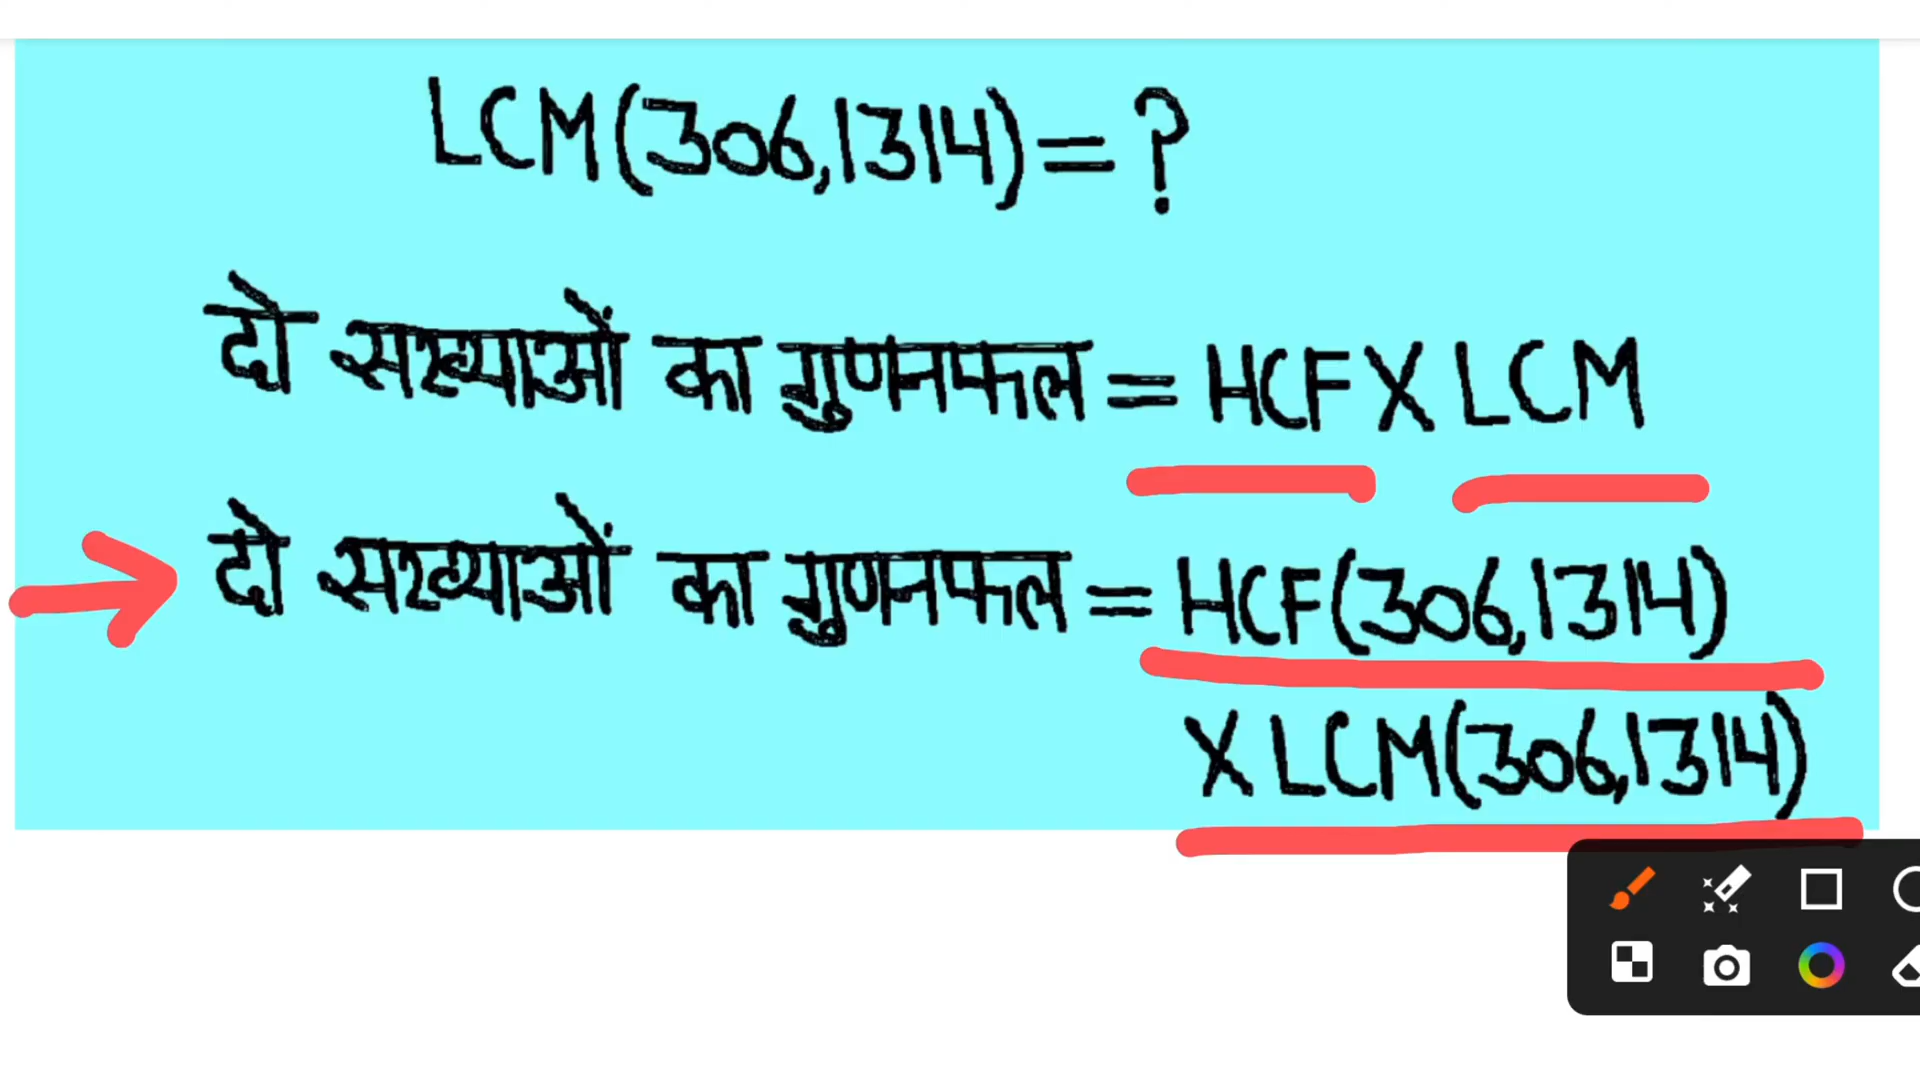 LCM(306,1314)=?
दो सख्याओं का गुणनफल = HCF X LCM
दो सख्याओं का गुणनफल = HCF(306,1314)
X LCM(306,1314)